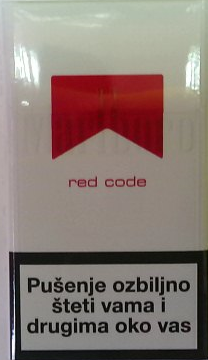 red code
Pušenje ozbiljno
šteti vama i
drugima oko vas